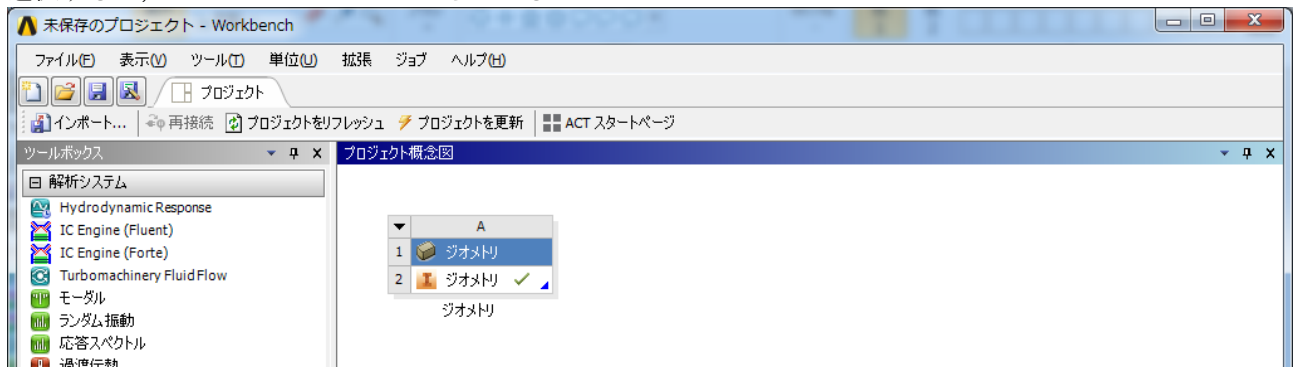 未保存のプロジェクト - Workbench
ファイル(F) 表示(V) ツール(T) 単位(U) 拡張 ジョブ ヘルプ(H)
プロジェクト
インポート... 再接続 プロジェクトをリフレッシュ プロジェクトを更新 ACT スタートページ
ツールボックス プロジェクト概念図
解析システム
Hydrodynamic Response
IC Engine (Fluent)
IC Engine (Forte)
Turbomachinery Fluid Flow
モーダル
ランダム振動
応答スペクトル
過渡伝熱
A
1 ジオメトリ
2 ジオメトリ
ジオメトリ